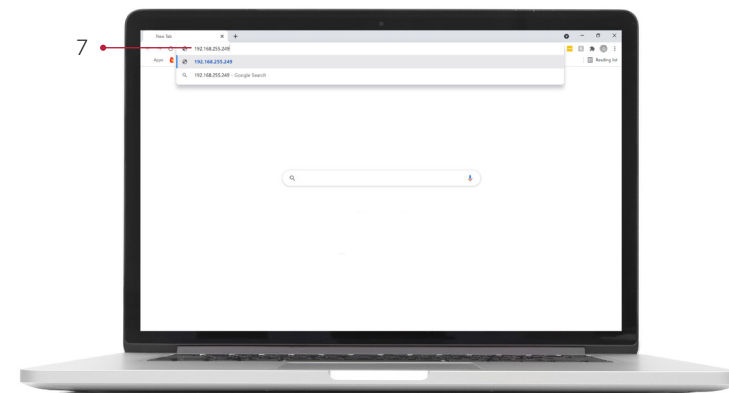 New Tab
7
192.168.255.249
Apps
192.168.255.249
Reading list
192.168.255.249 - Google Search